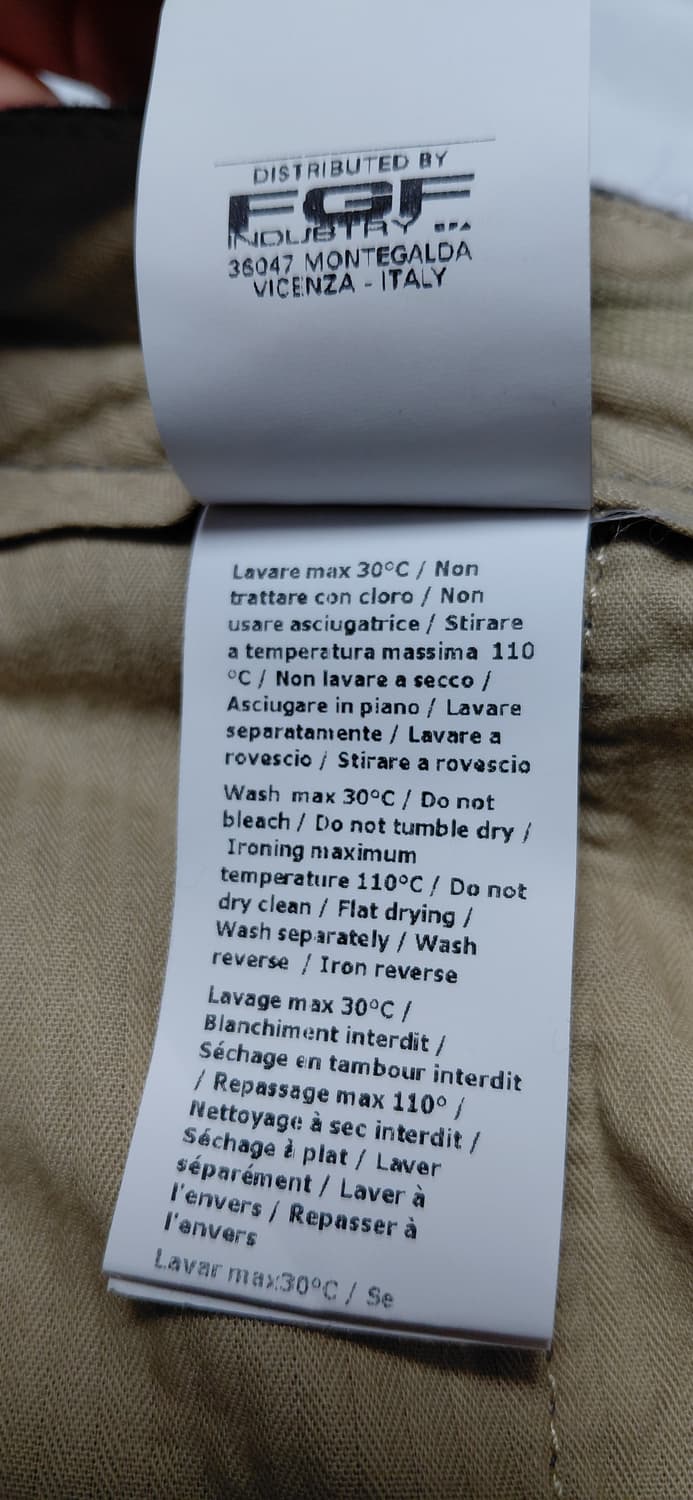 DISTRIBUTED BY
FGF
INDUSTRY SPA
36047 MONTEGALDA
VICENZA - ITALY
Lavare max 30°C / Non
trattare con cloro / Non
usare asciugatrice / Stirare
a temperatura massima 110
°C / Non lavare a secco /
Asciugare in piano / Lavare
separatamente / Lavare a
rovescio / Stirare a rovescio
Wash max 30°C / Do not
bleach / Do not tumble dry /
Ironing maximum
temperature 110°C / Do not
dry clean / Flat drying /
Wash separately / Wash
reverse / Iron reverse
Lavage max 30°C /
Blanchiment interdit /
Séchage en tambour interdit
/ Repassage max 110° /
Nettoyage à sec interdit /
Séchage à plat / Laver
séparément / Laver à
l'envers / Repasser à
l'envers
Lavar max30°C / Se